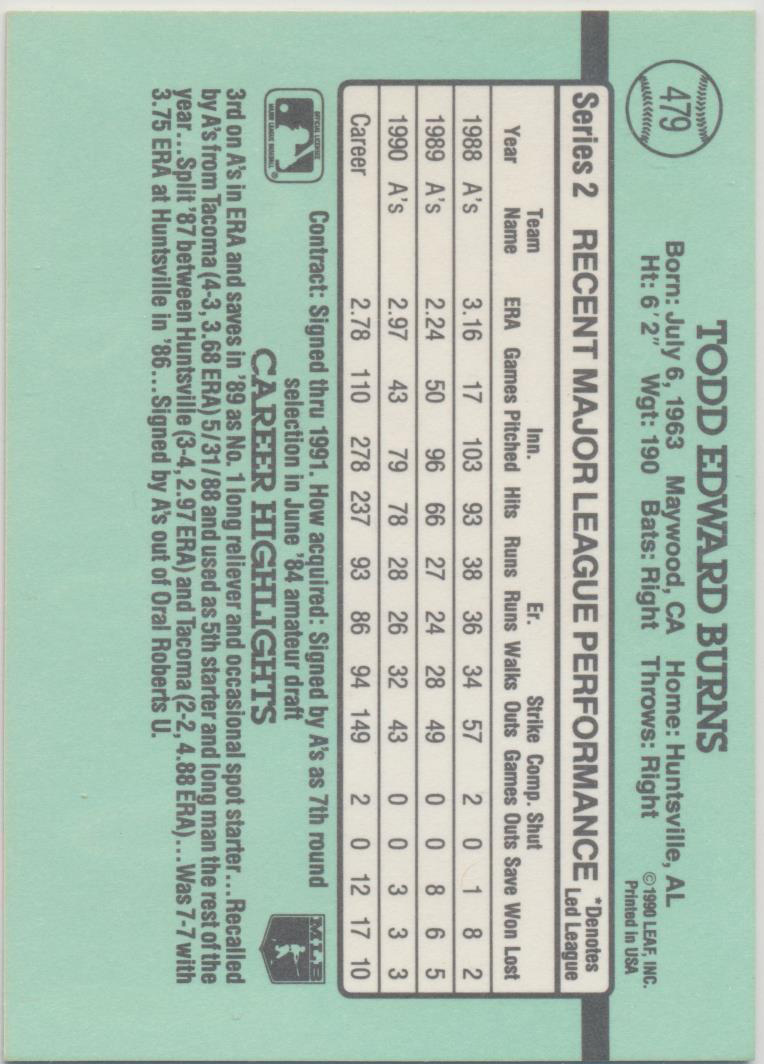 479
TODD EDWARD BURNS
Born: July 6, 1963 Maywood, CA Home: Huntsville, AL
Ht: 6'2" Wgt: 190 Bats: Right Throws: Right
©1990 LEAF, INC.
Printed in USA
Series 2 RECENT MAJOR LEAGUE PERFORMANCE *Denotes Led League
Year Team Name ERA Games Inn. Pitched Hits Runs Er. Runs Walks Strike Outs Comp. Games Shut Outs Save Won Lost
1988 A's 3.16 17 103 93 38 36 34 57 2 0 1 8 2
1989 A's 2.24 50 96 66 27 24 28 49 0 0 8 6 5
1990 A's 2.97 43 79 78 28 26 32 43 0 0 3 3 3
Career 2.78 110 278 237 93 86 94 149 2 0 12 17 10
OFFICIAL LICENSEE
MAJOR LEAGUE BASEBALL
®
Contract: Signed thru 1991. How acquired: Signed by A's as 7th round
selection in June '84 amateur draft
MLB
CAREER HIGHLIGHTS
3rd on A's in ERA and saves in '89 as No. 1 long reliever and occasional spot starter...Recalled
by A's from Tacoma (4-3, 3.68 ERA) 5/31/88 and used as 5th starter and long man the rest of the
year...Split '87 between Huntsville (3-4, 2.97 ERA) and Tacoma (2-2, 4.88 ERA)...Was 7-7 with
3.75 ERA at Huntsville in '86...Signed by A's out of Oral Roberts U.